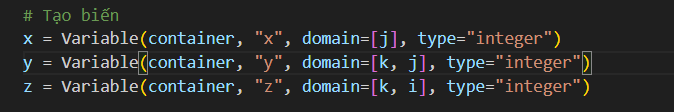 # Tạo biến
x = Variable(container, "x", domain=[j], type="integer")
y = Variable(container, "y", domain=[k, j], type="integer")
z = Variable(container, "z", domain=[k, i], type="integer")